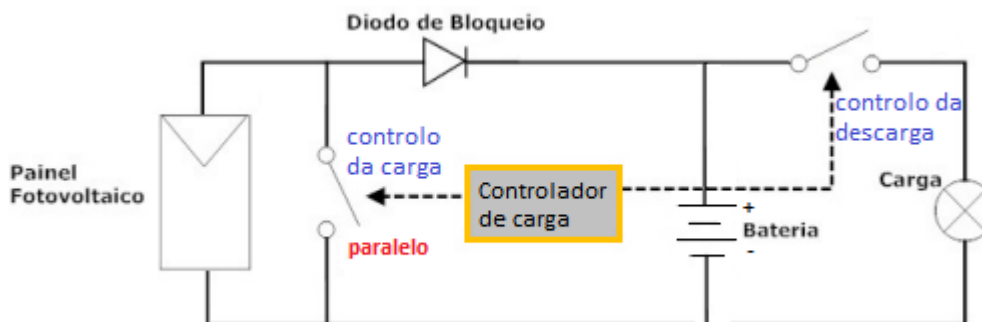 Diodo de Bloqueio
controlo
da carga
controlo da
descarga
Painel
Fotovoltaico
Controlador
de carga
Carga
+
Bateria
-
paralelo